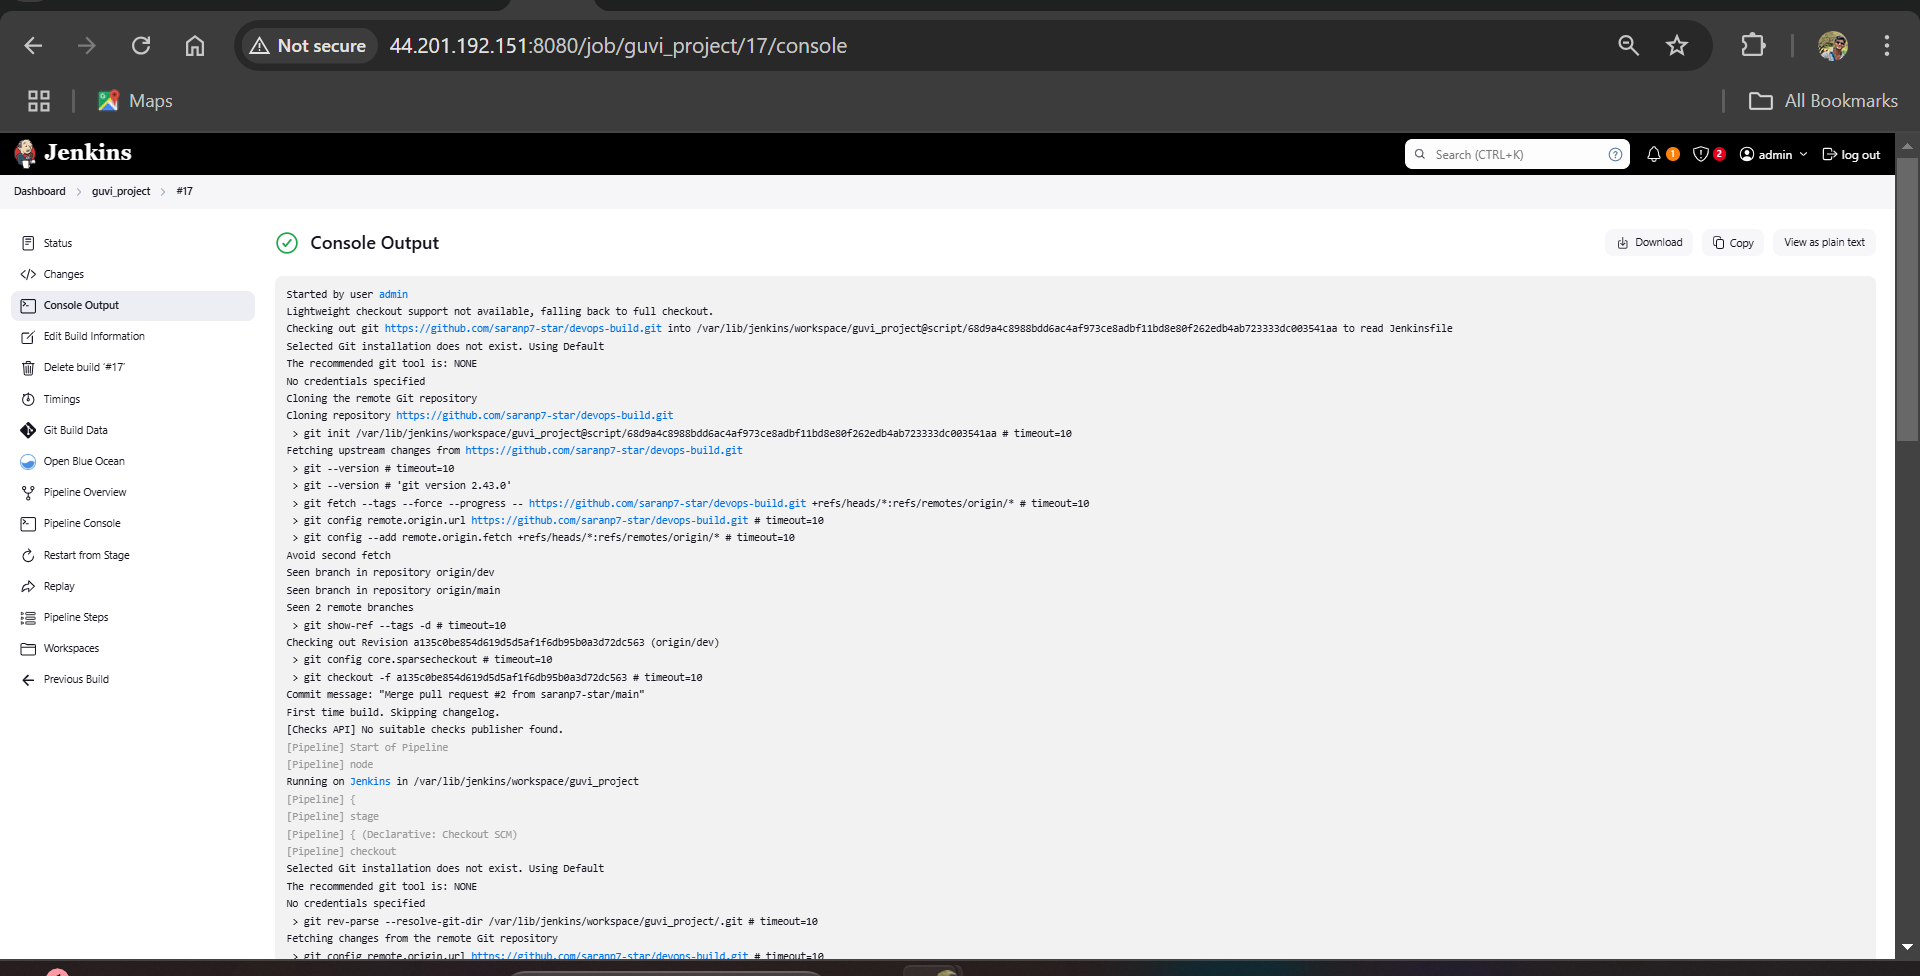 Not secure
44.201.192.151:8080/job/guvi_project/17/console
Maps
All Bookmarks
Jenkins
Search (CTRL+K)
1
2
admin
log out
Dashboard
guvi_project
#17
Status
Changes
Console Output
Edit Build Information
Delete build ‘#17’
Timings
Git Build Data
Open Blue Ocean
Pipeline Overview
Pipeline Console
Restart from Stage
Replay
Pipeline Steps
Workspaces
Previous Build
Console Output
Download
Copy
View as plain text
Started by user admin
Lightweight checkout support not available, falling back to full checkout.
Checking out git https://github.com/saranp7-star/devops-build.git into /var/lib/jenkins/workspace/guvi_project@script/68d9a4c8988bdd6ac4af973ce8adbf11bd8e80f262edb4ab723333dc003541aa to read Jenkinsfile
Selected Git installation does not exist. Using Default
The recommended git tool is: NONE
No credentials specified
Cloning the remote Git repository
Cloning repository https://github.com/saranp7-star/devops-build.git
> git init /var/lib/jenkins/workspace/guvi_project@script/68d9a4c8988bdd6ac4af973ce8adbf11bd8e80f262edb4ab723333dc003541aa # timeout=10
Fetching upstream changes from https://github.com/saranp7-star/devops-build.git
> git --version # timeout=10
> git --version # 'git version 2.43.0'
> git fetch --tags --force --progress -- https://github.com/saranp7-star/devops-build.git +refs/heads/*:refs/remotes/origin/* # timeout=10
> git config remote.origin.url https://github.com/saranp7-star/devops-build.git # timeout=10
> git config --add remote.origin.fetch +refs/heads/*:refs/remotes/origin/* # timeout=10
Avoid second fetch
Seen branch in repository origin/dev
Seen branch in repository origin/main
Seen 2 remote branches
> git show-ref --tags -d # timeout=10
Checking out Revision a135c0be854d619d5d5af1f6db95b0a3d72dc563 (origin/dev)
> git config core.sparsecheckout # timeout=10
> git checkout -f a135c0be854d619d5d5af1f6db95b0a3d72dc563 # timeout=10
Commit message: "Merge pull request #2 from saranp7-star/main"
First time build. Skipping changelog.
[Checks API] No suitable checks publisher found.
[Pipeline] Start of Pipeline
[Pipeline] node
Running on Jenkins in /var/lib/jenkins/workspace/guvi_project
[Pipeline] {
[Pipeline] stage
[Pipeline] { (Declarative: Checkout SCM)
[Pipeline] checkout
Selected Git installation does not exist. Using Default
The recommended git tool is: NONE
No credentials specified
> git rev-parse --resolve-git-dir /var/lib/jenkins/workspace/guvi_project/.git # timeout=10
Fetching changes from the remote Git repository
> git config remote.origin.url https://github.com/saranp7-star/devops-build.git # timeout=10